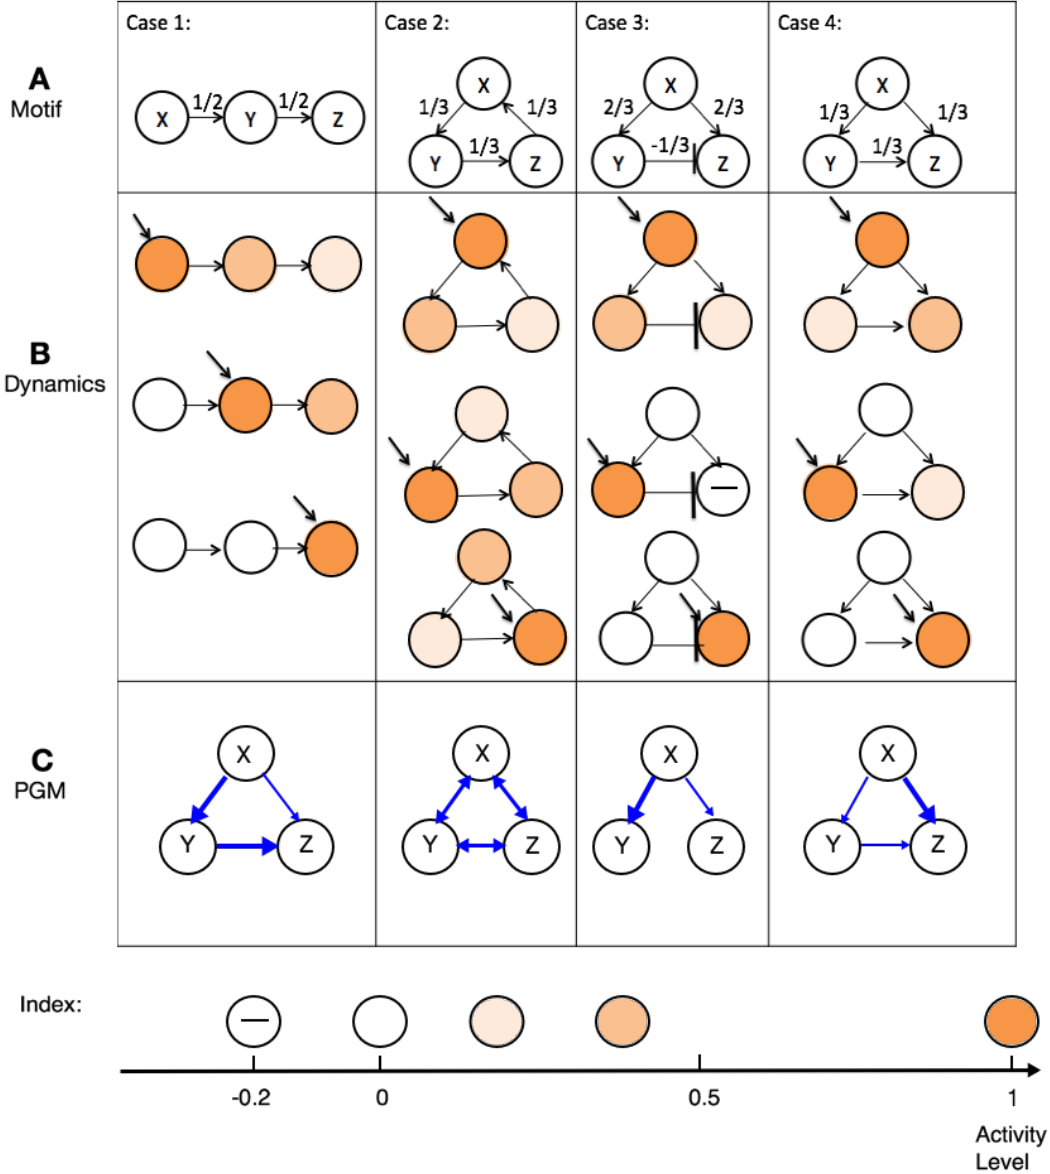 Case 1:
Case 2:
Case 3:
Case 4:
A
Motif
X 1/2 Y 1/2 Z
X
1/3 1/3
1/3
Y Z
X
2/3 2/3
-1/3
Y Z
X
1/3 1/3
1/3
Y Z
B
Dynamics
C
PGM
X
Y Z
X
Y Z
X
Y Z
X
Y Z
Index:
-0.2 0 0.5 1
Activity
Level